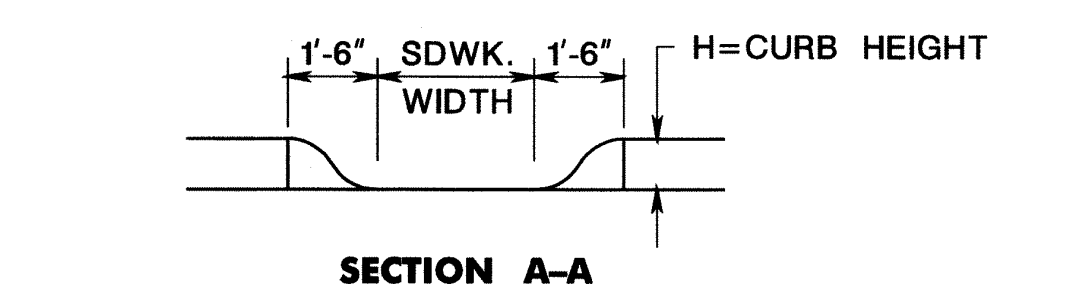 1'-6" SDWK. 1'-6" H=CURB HEIGHT
WIDTH
SECTION A–A